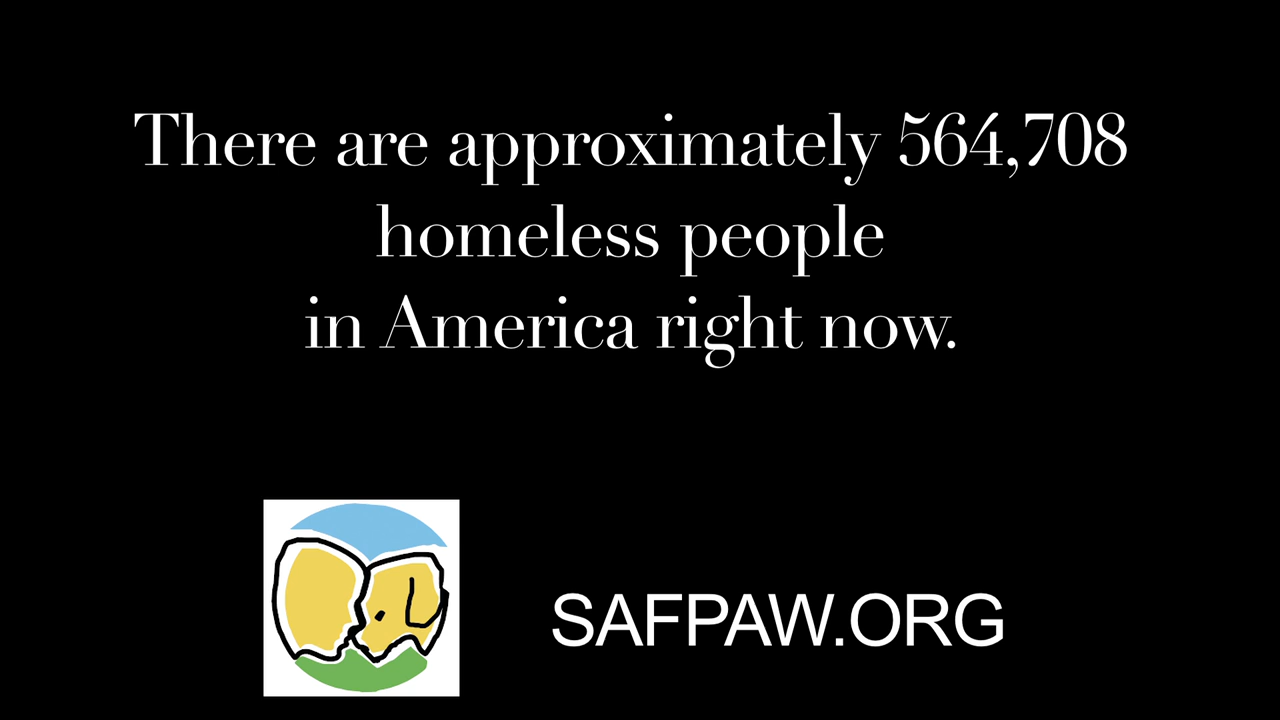 There are approximately 564,708
homeless people
in America right now.
SAFPAW.ORG